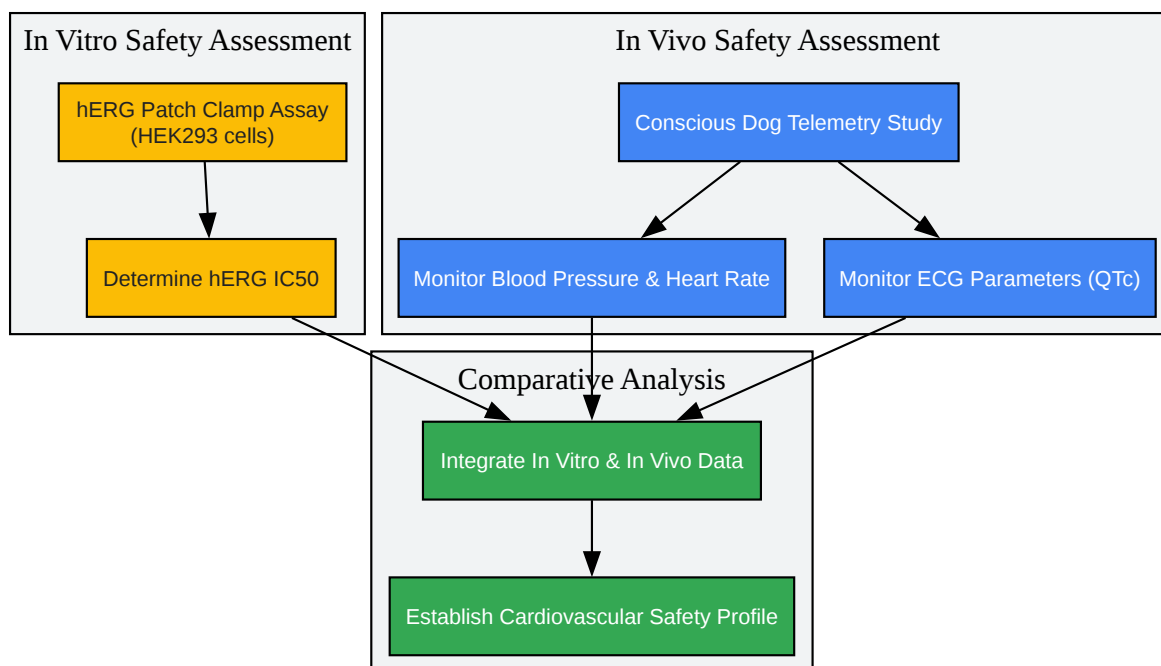 In Vitro Safety Assessment
hERG Patch Clamp Assay
(HEK293 cells)
Determine hERG IC50
In Vivo Safety Assessment
Conscious Dog Telemetry Study
Monitor Blood Pressure & Heart Rate
Monitor ECG Parameters (QTc)
Comparative Analysis
Integrate In Vitro & In Vivo Data
Establish Cardiovascular Safety Profile